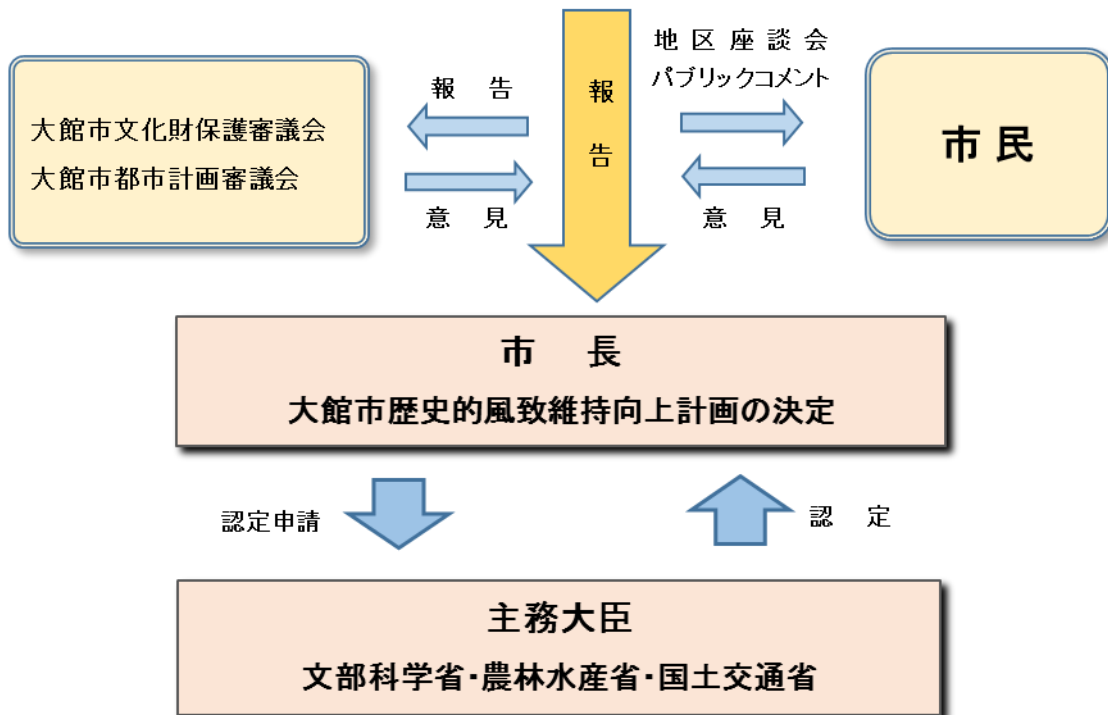 大館市文化財保護審議会
大館市都市計画審議会
報 告
意 見
報
告
地区座談会
パブリックコメント
意 見
市民
市 長
大館市歴史的風致維持向上計画の決定
認定申請
認 定
主務大臣
文部科学省・農林水産省・国土交通省